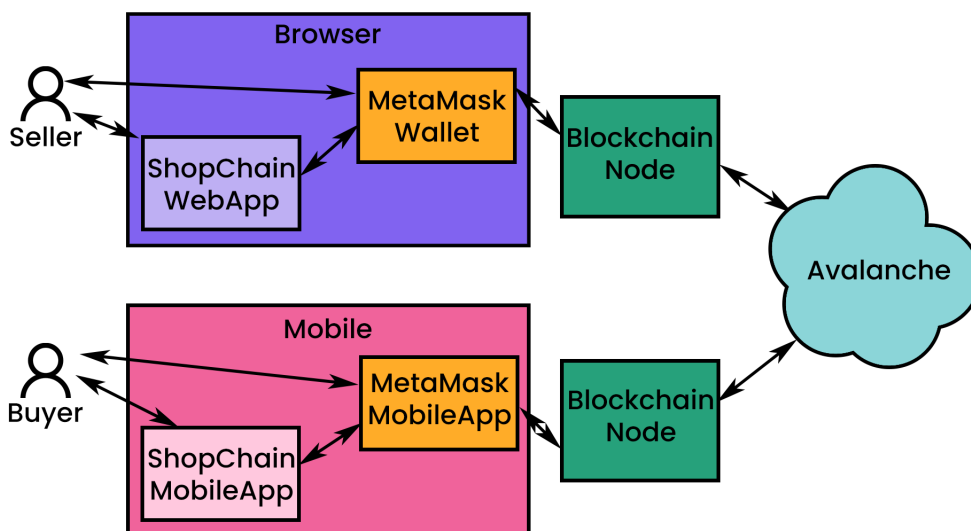 Browser
Seller
MetaMask
Wallet
ShopChain
WebApp
Blockchain
Node
Avalanche
Mobile
Buyer
MetaMask
MobileApp
ShopChain
MobileApp
Blockchain
Node